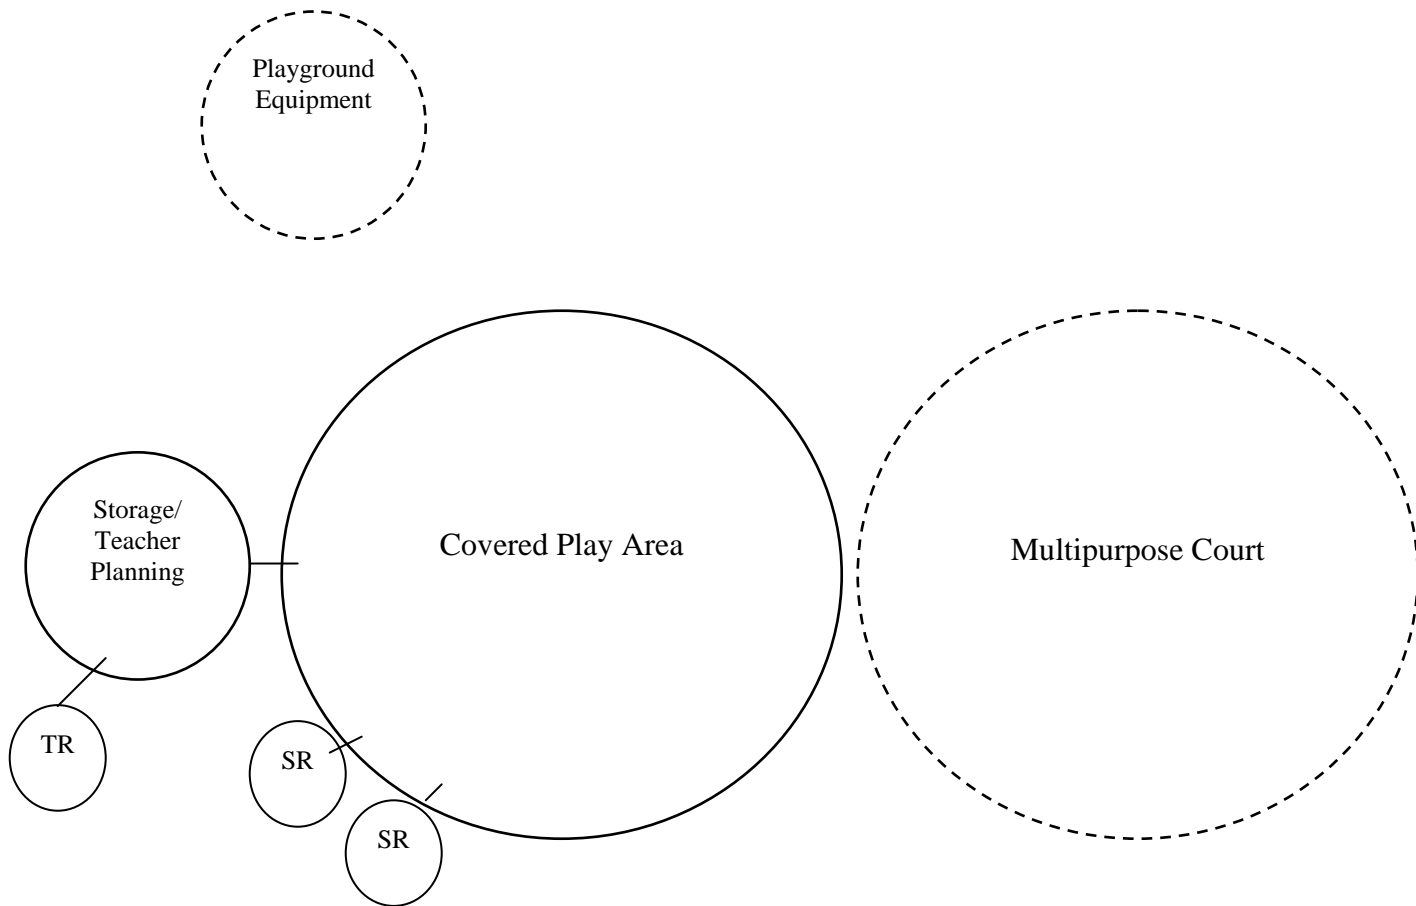 Playground
Equipment
Storage/
Teacher
Planning
Covered Play Area
Multipurpose Court
TR
SR
SR